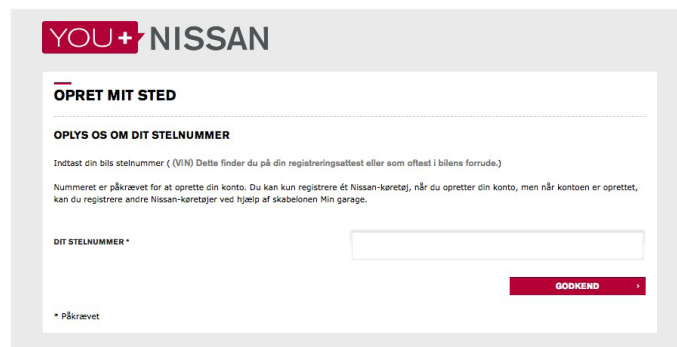 YOU+ NISSAN
OPRET MIT STED
OPLYS OS OM DIT STELNUMMER
Indtast din bils stelnummer ( (VIN) Dette finder du på din registreringsattest eller som oftest i bilens forrude.)
Nummeret er påkrævet for at oprette din konto. Du kan kun registrere ét Nissan-køretøj, når du opretter din konto, men når kontoen er oprettet,
kan du registrere andre Nissan-køretøjer ved hjælp af skabelonen Min garage.
DIT STELNUMMER *
GODKEND ›
* Påkrævet